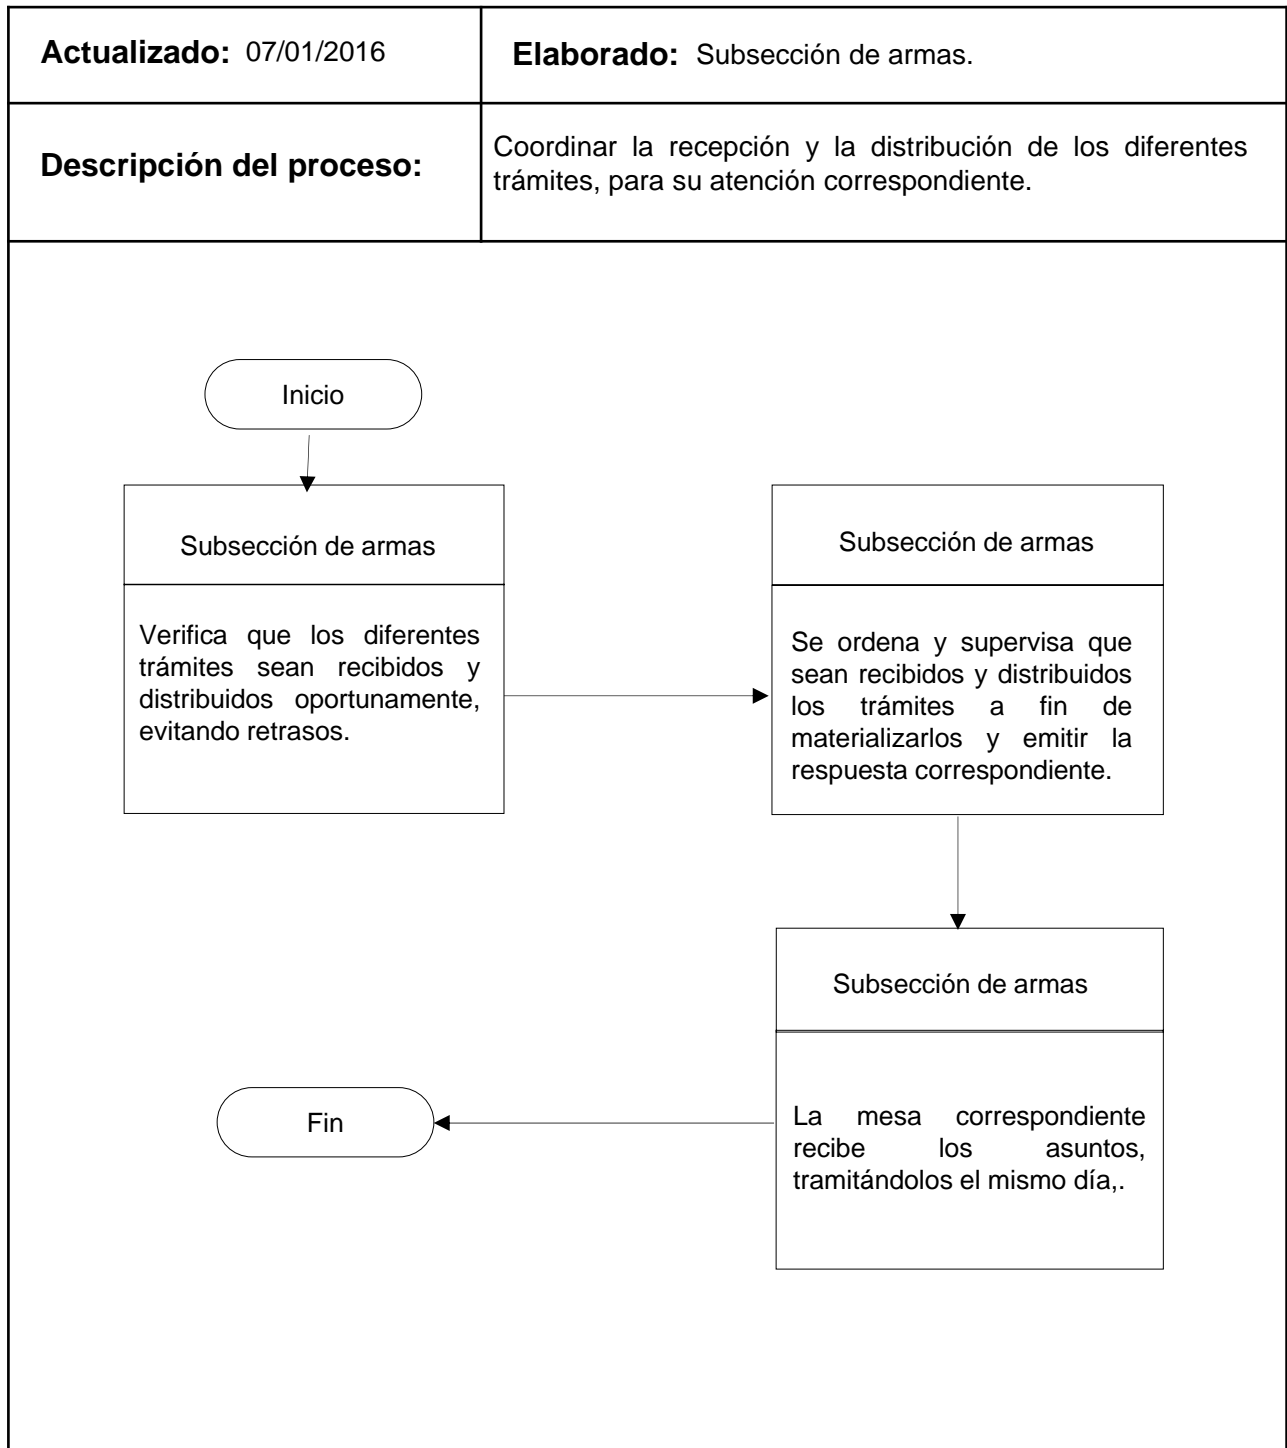 Actualizado: 07/01/2016
Elaborado: Subsección de armas.
Descripción del proceso:
Coordinar la recepción y la distribución de los diferentes
trámites, para su atención correspondiente.
Inicio
Subsección de armas
Verifica que los diferentes
trámites sean recibidos y
distribuidos oportunamente,
evitando retrasos.
Subsección de armas
Se ordena y supervisa que
sean recibidos y distribuidos
los trámites a fin de
materializarlos y emitir la
respuesta correspondiente.
Subsección de armas
La mesa correspondiente
recibe los asuntos,
tramitándolos el mismo día,.
Fin